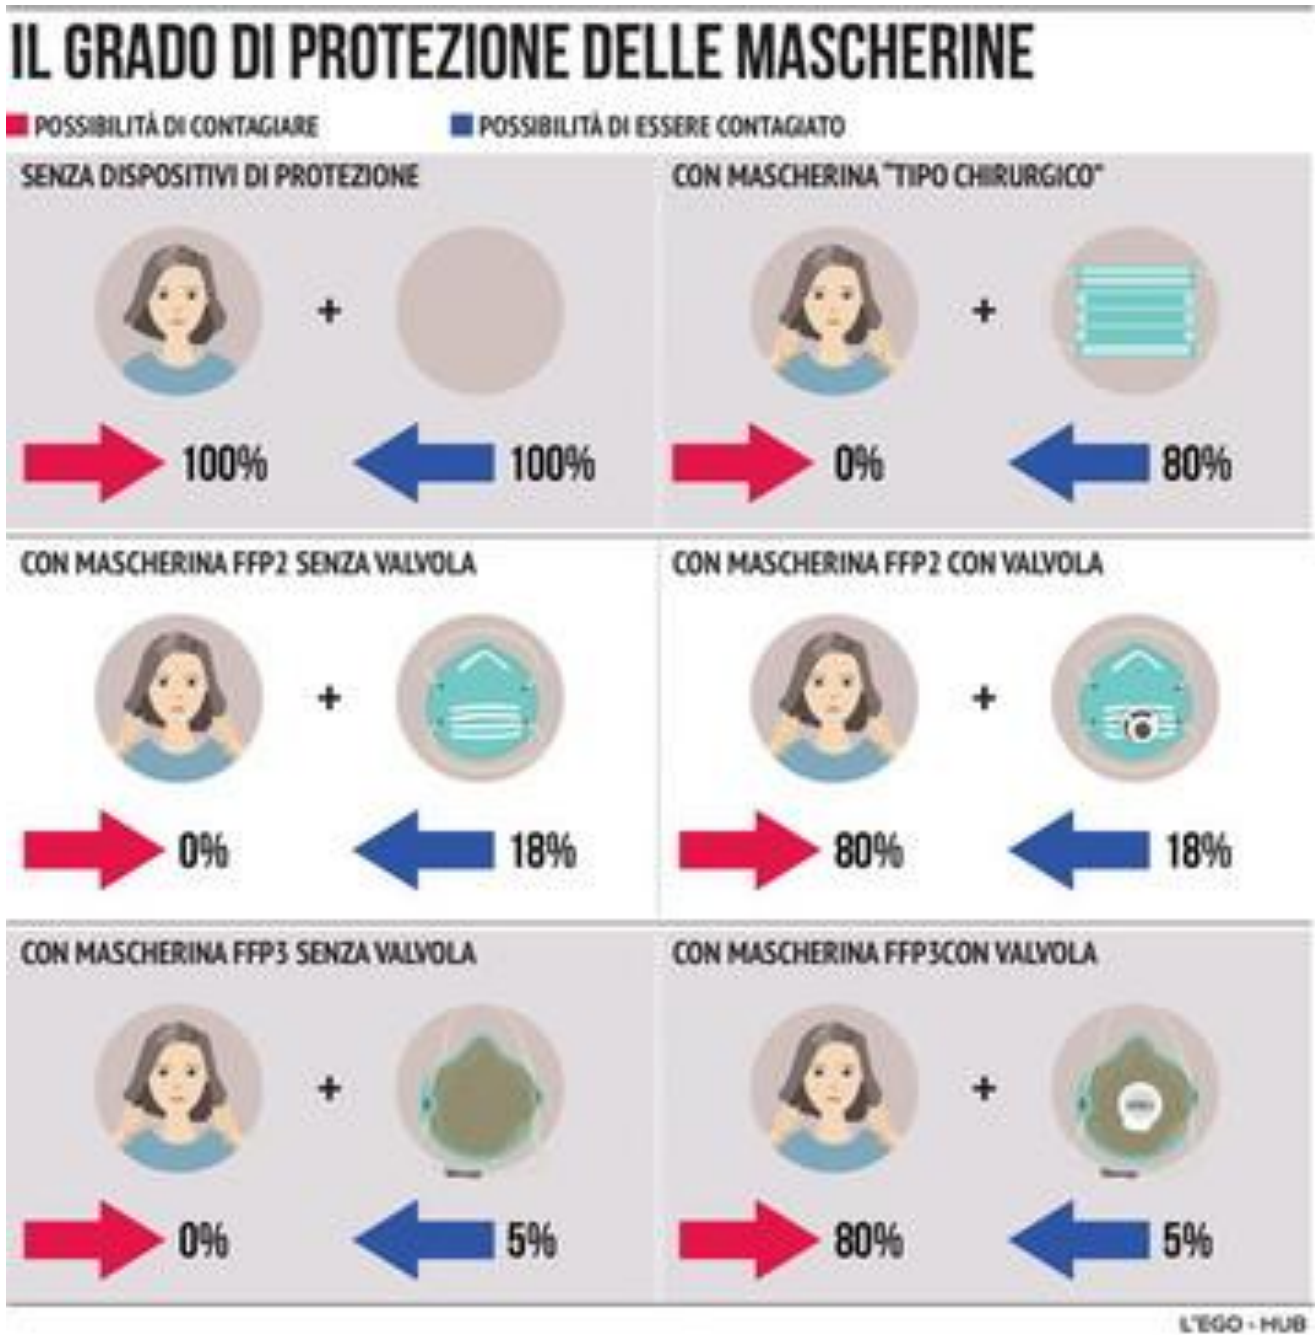 IL GRADO DI PROTEZIONE DELLE MASCHERINE
POSSIBILITÀ DI CONTAGIARE
POSSIBILITÀ DI ESSERE CONTAGIATO
SENZA DISPOSITIVI DI PROTEZIONE
+
100%
100%
CON MASCHERINA "TIPO CHIRURGICO"
+
0%
80%
CON MASCHERINA FFP2 SENZA VALVOLA
+
0%
18%
CON MASCHERINA FFP2 CON VALVOLA
+
80%
18%
CON MASCHERINA FFP3 SENZA VALVOLA
+
0%
5%
CON MASCHERINA FFP3CON VALVOLA
+
80%
5%
L'EGO - HUB